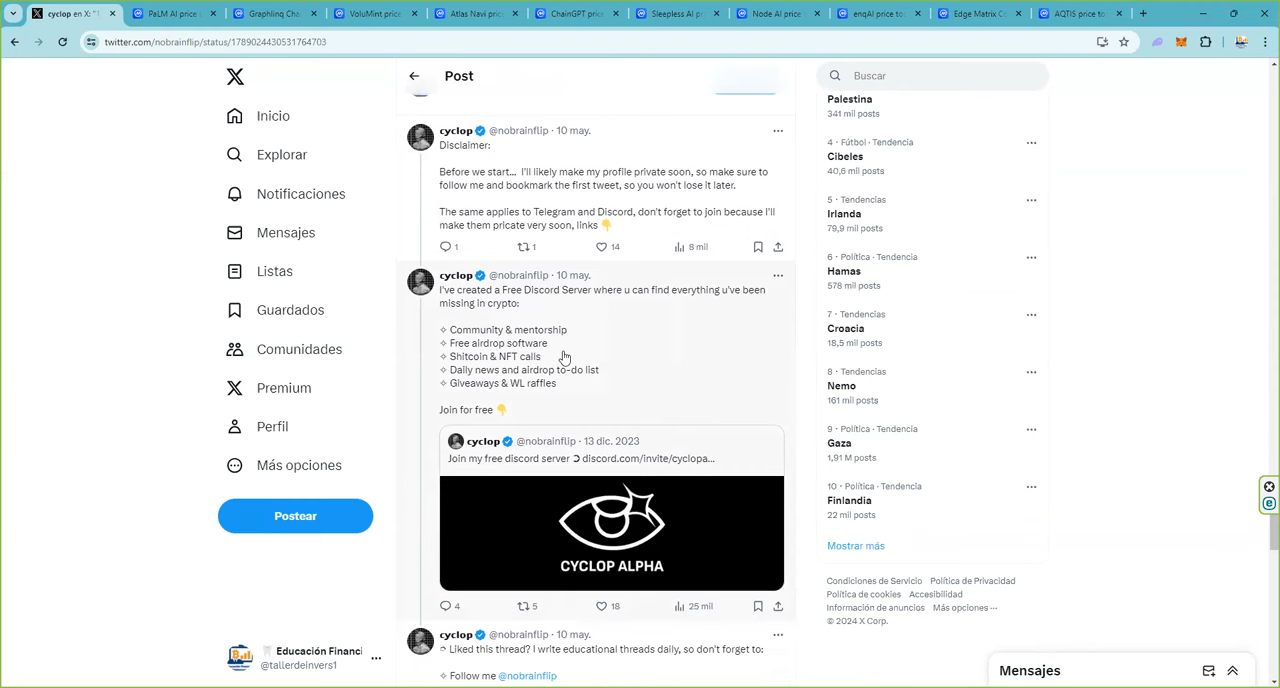 cyclop en X: "
PaLM AI price
Graphlinq Cha
VoluMint price
Atlas Navi pric
ChainGPT price
Sleepless AI pr
Node AI price
enqAI price to
Edge Matrix C
AQTIS price to
twitter.com/nobrainflip/status/1789024430531764703
Inicio
Explorar
Notificaciones
Mensajes
Listas
Guardados
Comunidades
Premium
Perfil
Más opciones
Postear
Educación Financi
@tallerdeinvers1
Post
cyclop @nobrainflip · 10 may.
Disclaimer:
Before we start... I'll likely make my profile private soon, so make sure to
follow me and bookmark the first tweet, so you won't lose it later.
The same applies to Telegram and Discord, don't forget to join because I'll
make them pricate very soon, links 👇
1 1 14 8 mil
cyclop @nobrainflip · 10 may.
I've created a Free Discord Server where u can find everything u've been
missing in crypto:
✧ Community & mentorship
✧ Free airdrop software
✧ Shitcoin & NFT calls
✧ Daily news and airdrop to-do list
✧ Giveaways & WL raffles
Join for free 👇
cyclop @nobrainflip · 13 dic. 2023
Join my free discord server ➲ discord.com/invite/cyclopa...
CYCLOP ALPHA
4 5 18 25 mil
cyclop @nobrainflip · 10 may.
Liked this thread? I write educational threads daily, so don't forget to:
✧ Follow me @nobrainflip
Buscar
Palestina
341 mil posts
4 · Fútbol · Tendencia
Cibeles
40,6 mil posts
5 · Tendencias
Irlanda
79,9 mil posts
6 · Política · Tendencia
Hamas
578 mil posts
7 · Tendencias
Croacia
18,5 mil posts
8 · Tendencias
Nemo
161 mil posts
9 · Política · Tendencia
Gaza
1,91 M posts
10 · Política · Tendencia
Finlandia
22 mil posts
Mostrar más
Condiciones de Servicio Política de Privacidad
Política de cookies Accesibilidad
Información de anuncios Más opciones ···
© 2024 X Corp.
Mensajes